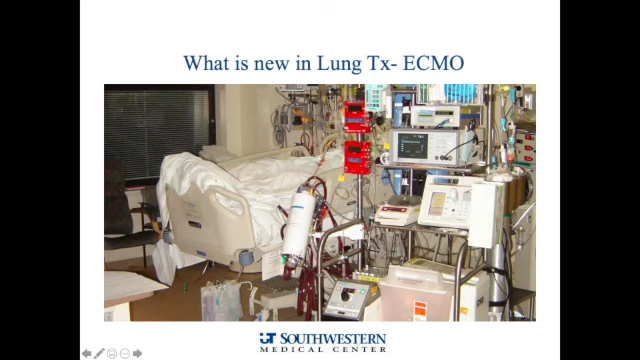 What is new in Lung Tx- ECMO
UT SOUTHWESTERN
MEDICAL CENTER